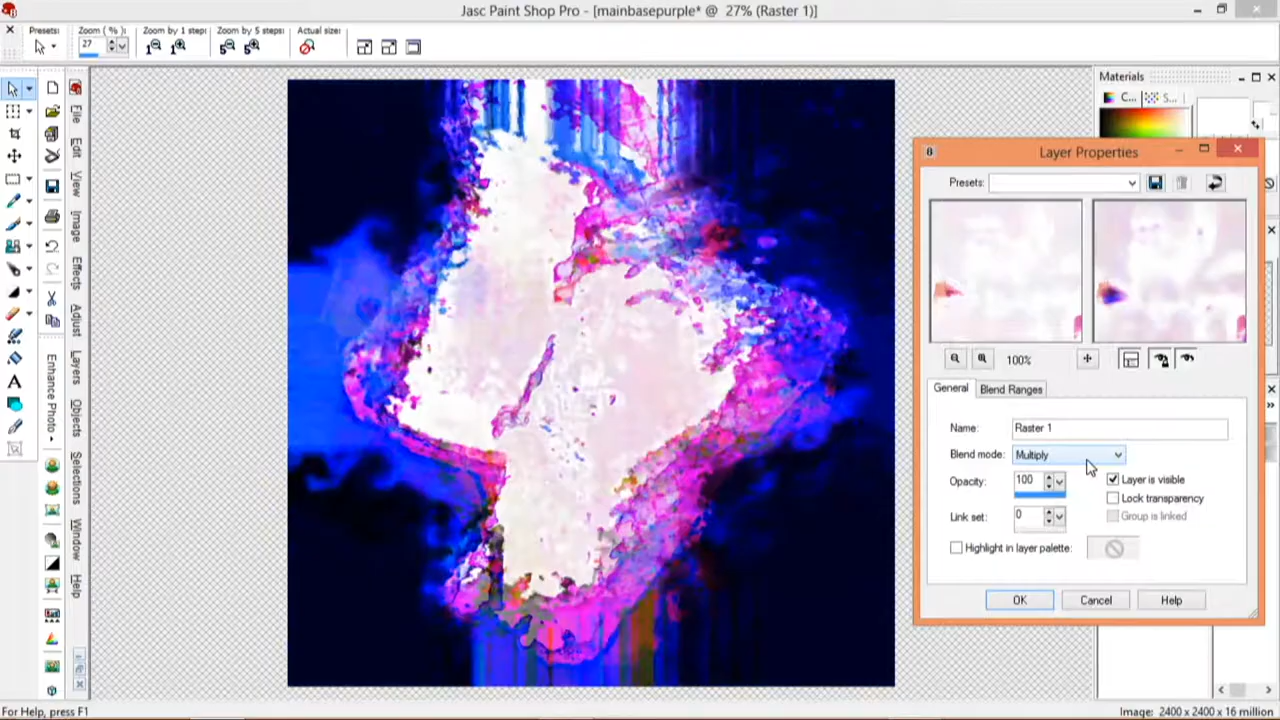 Jasc Paint Shop Pro - [mainbasepurple* @ 27% (Raster 1)]
Presets:
Zoom ( % ):
Zoom by 1 step:
Zoom by 5 steps:
Actual size:
27
1
1
5
5
File
Edit
View
Image
Effects
Adjust
Layers
Objects
Selections
Window
Help
Enhance Photo
Materials
C...
S...
Layer Properties
Presets:
100%
General
Blend Ranges
Name:
Raster 1
Blend mode:
Multiply
Opacity:
100
Layer is visible
Lock transparency
Link set:
0
Group is linked
Highlight in layer palette:
OK
Cancel
Help
For Help, press F1
Image: 2400 x 2400 x 16 million